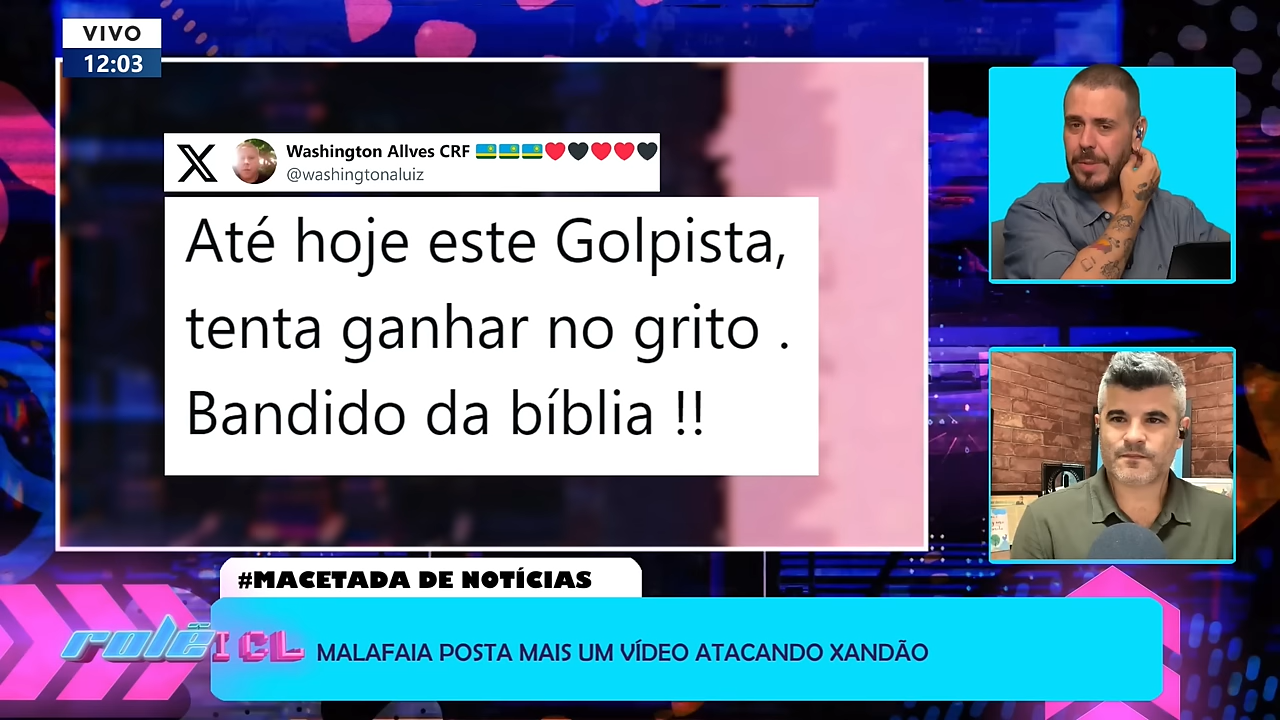 VIVO
12:03
X Washington Allves CRF 🇷🇼🇷🇼🇷🇼❤️🖤❤️❤️🖤
@washingtonaluiz
Até hoje este Golpista,
tenta ganhar no grito .
Bandido da bíblia !!
#MACETADA DE NOTÍCIAS
rolê ICL
MALAFAIA POSTA MAIS UM VÍDEO ATACANDO XANDÃO